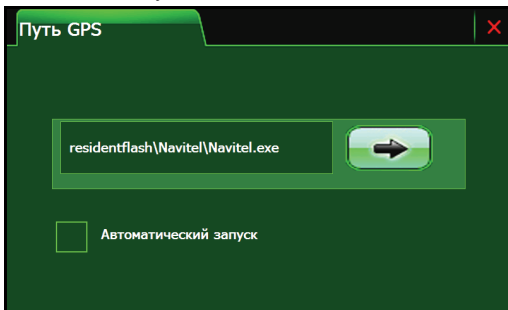 Путь GPS
residentflash\Navitel\Navitel.exe
Автоматический запуск